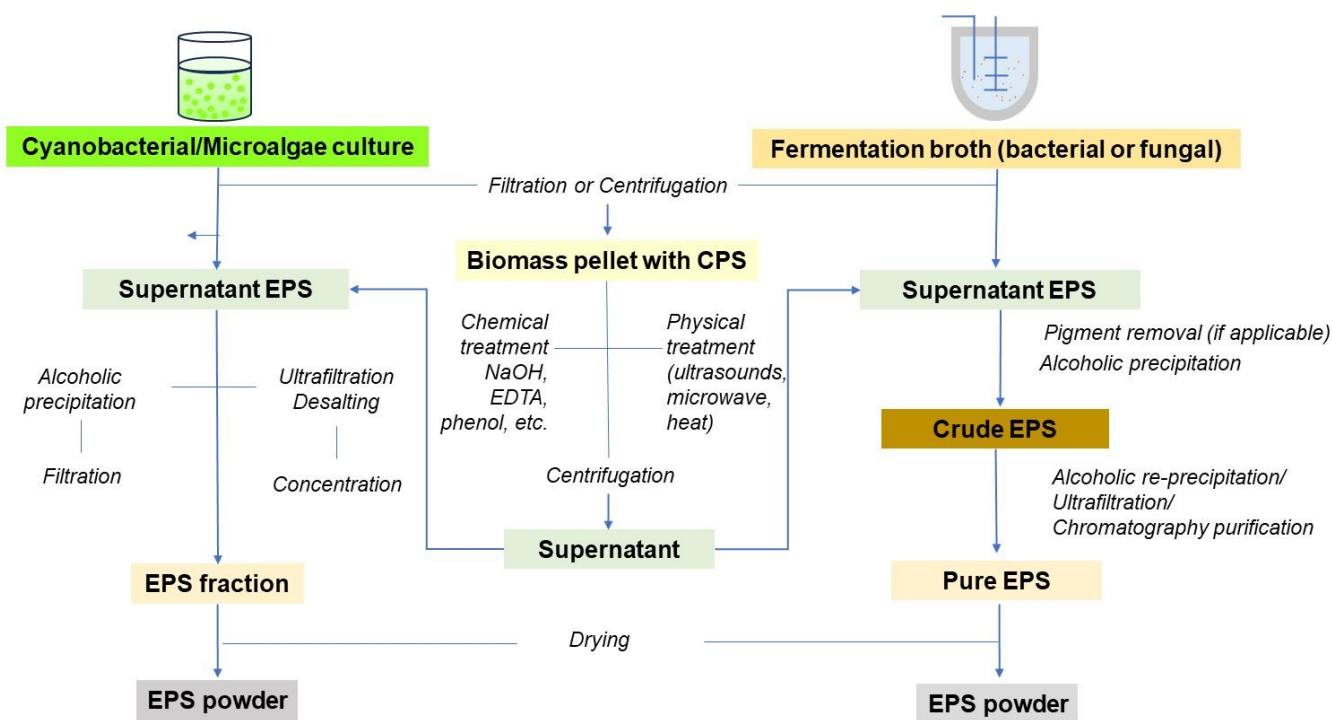 Cyanobacterial/Microalgae culture
Fermentation broth (bacterial or fungal)
Filtration or Centrifugation
Biomass pellet with CPS
Supernatant EPS
Supernatant EPS
Chemical
treatment
NaOH,
EDTA,
phenol, etc.
Physical
treatment
(ultrasounds,
microwave,
heat)
Pigment removal (if applicable)
Alcoholic precipitation
Alcoholic
precipitation
Ultrafiltration
Desalting
Crude EPS
Filtration
Concentration
Centrifugation
Alcoholic re-precipitation/
Ultrafiltration/
Chromatography purification
Supernatant
EPS fraction
Pure EPS
Drying
EPS powder
EPS powder